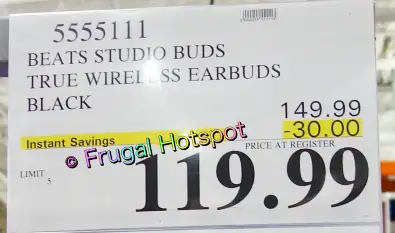 5555111
BEATS STUDIO BUDS
TRUE WIRELESS EARBUDS
BLACK
149.99
Instant Savings -30.00
© Frugal Hotspot
PRICE AT REGISTER
LIMIT
5
119.99